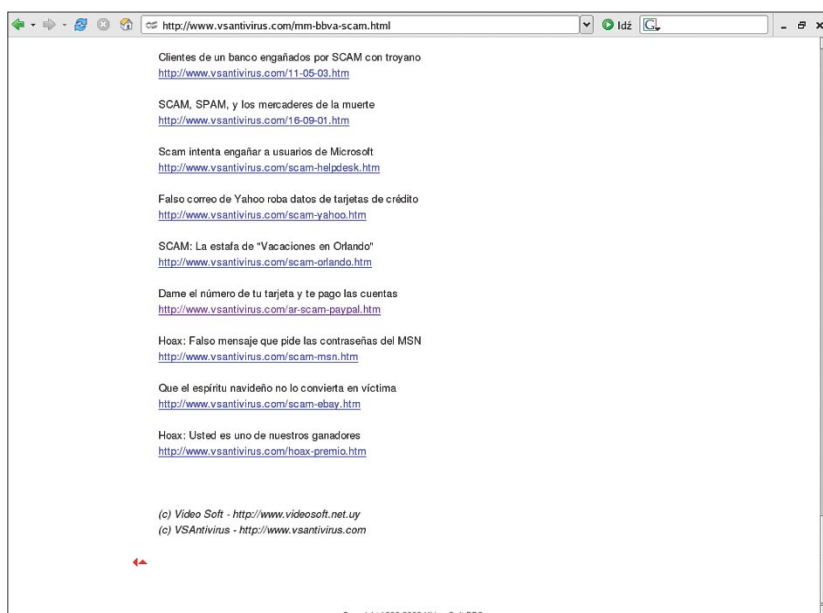 http://www.vsantivirus.com/mm-bbva-scam.html Idź
Clientes de un banco engañados por SCAM con troyano
http://www.vsantivirus.com/11-05-03.htm
SCAM, SPAM, y los mercaderes de la muerte
http://www.vsantivirus.com/16-09-01.htm
Scam intenta engañar a usuarios de Microsoft
http://www.vsantivirus.com/scam-helpdesk.htm
Falso correo de Yahoo roba datos de tarjetas de crédito
http://www.vsantivirus.com/scam-yahoo.htm
SCAM: La estafa de "Vacaciones en Orlando"
http://www.vsantivirus.com/scam-orlando.htm
Dame el número de tu tarjeta y te pago las cuentas
http://www.vsantivirus.com/ar-scam-paypal.htm
Hoax: Falso mensaje que pide las contraseñas del MSN
http://www.vsantivirus.com/scam-msn.htm
Que el espíritu navideño no lo convierta en víctima
http://www.vsantivirus.com/scam-ebay.htm
Hoax: Usted es uno de nuestros ganadores
http://www.vsantivirus.com/hoax-premio.htm
(c) Video Soft - http://www.videosoft.net.uy
(c) VSAntivirus - http://www.vsantivirus.com